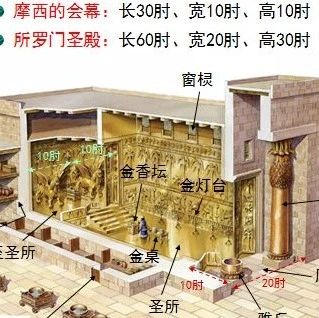 摩西的会幕：长30肘、宽10肘、高10肘
所罗门圣殿：长60肘、宽20肘、高30肘
窗棂
10肘
10肘
金香坛
金灯台
至圣所
金桌
10肘
20肘
圣所